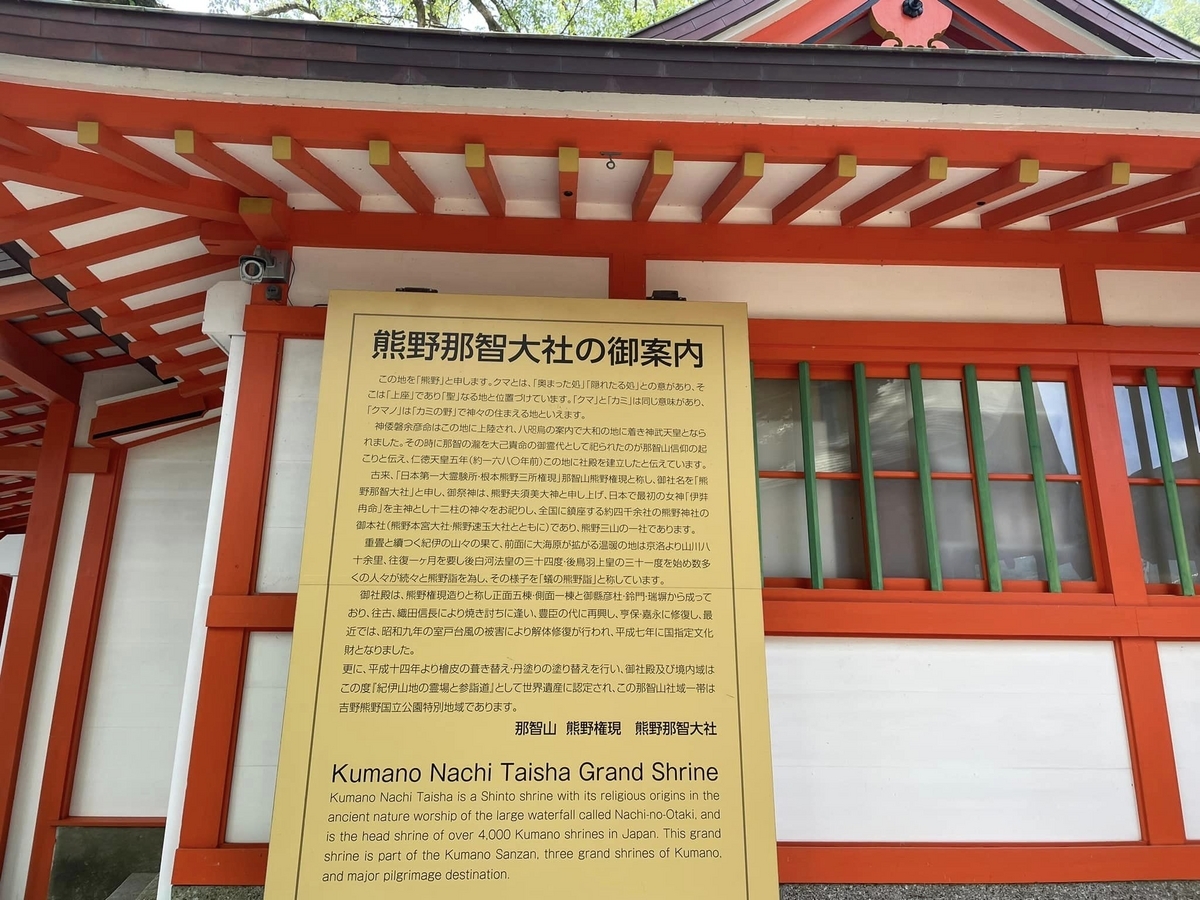 熊野那智大社の御案内
この地を「熊野」と申します。クマとは、「奥まった処」「隠れたる処」との意があり、そ
こは「上座」であり「聖」なる地と位置づけています。「クマ」と「カミ」は同じ意味があり、
「クマノ」は「カミの野」で神々の住まえる地といえます。
神倭磐余彦命はこの地に上陸され、八咫烏の案内で大和の地に着き神武天皇となら
れました。その時に那智の瀧を大己貴命の御霊代として祀られたのが那智山信仰の起
こりと伝え、仁徳天皇五年(約一六八〇年前)この地に社殿を建立したと伝えています。
古来、「日本第一大霊験所・根本熊野三所権現」那智山熊野権現と称し、御社名を「熊
野那智大社」と申し、御祭神は、熊野夫須美大神と申し上げ、日本で最初の女神「伊弉
冉命」を主神とし十二柱の神々をお祀りし、全国に鎮座する約四千余社の熊野神社の
御本社(熊野本宮大社・熊野速玉大社とともに)であり、熊野三山の一社であります。
重畳と續つく紀伊の山々の果て、前面に大海原が拡がる温暖の地は京洛より山川八
十余里、往復一ヶ月を要し後白河法皇の三十四度・後鳥羽上皇の三十一度を始め数多
くの人々が続々と熊野詣を為し、その様子を「蟻の熊野詣」と称しています。
御社殿は、熊野権現造りと称し正面五棟・側面一棟と御縣彦社・鈴門・瑞塀から成って
おり、往古、織田信長により焼き討ちに逢い、豊臣の代に再興し、亨保・嘉永に修復し、最
近では、昭和九年の室戸台風の被害により解体修復が行われ、平成七年に国指定文化
財となりました。
更に、平成十四年より檜皮の葺き替え・丹塗りの塗り替えを行い、御社殿及び境内域は
この度「紀伊山地の霊場と参詣道」として世界遺産に認定され、この那智山社域一帯は
吉野熊野国立公園特別地域であります。
那智山 熊野権現 熊野那智大社
Kumano Nachi Taisha Grand Shrine
Kumano Nachi Taisha is a Shinto shrine with its religious origins in the
ancient nature worship of the large waterfall called Nachi-no-Otaki, and
is the head shrine of over 4,000 Kumano shrines in Japan. This grand
shrine is part of the Kumano Sanzan, three grand shrines of Kumano,
and major pilgrimage destination.